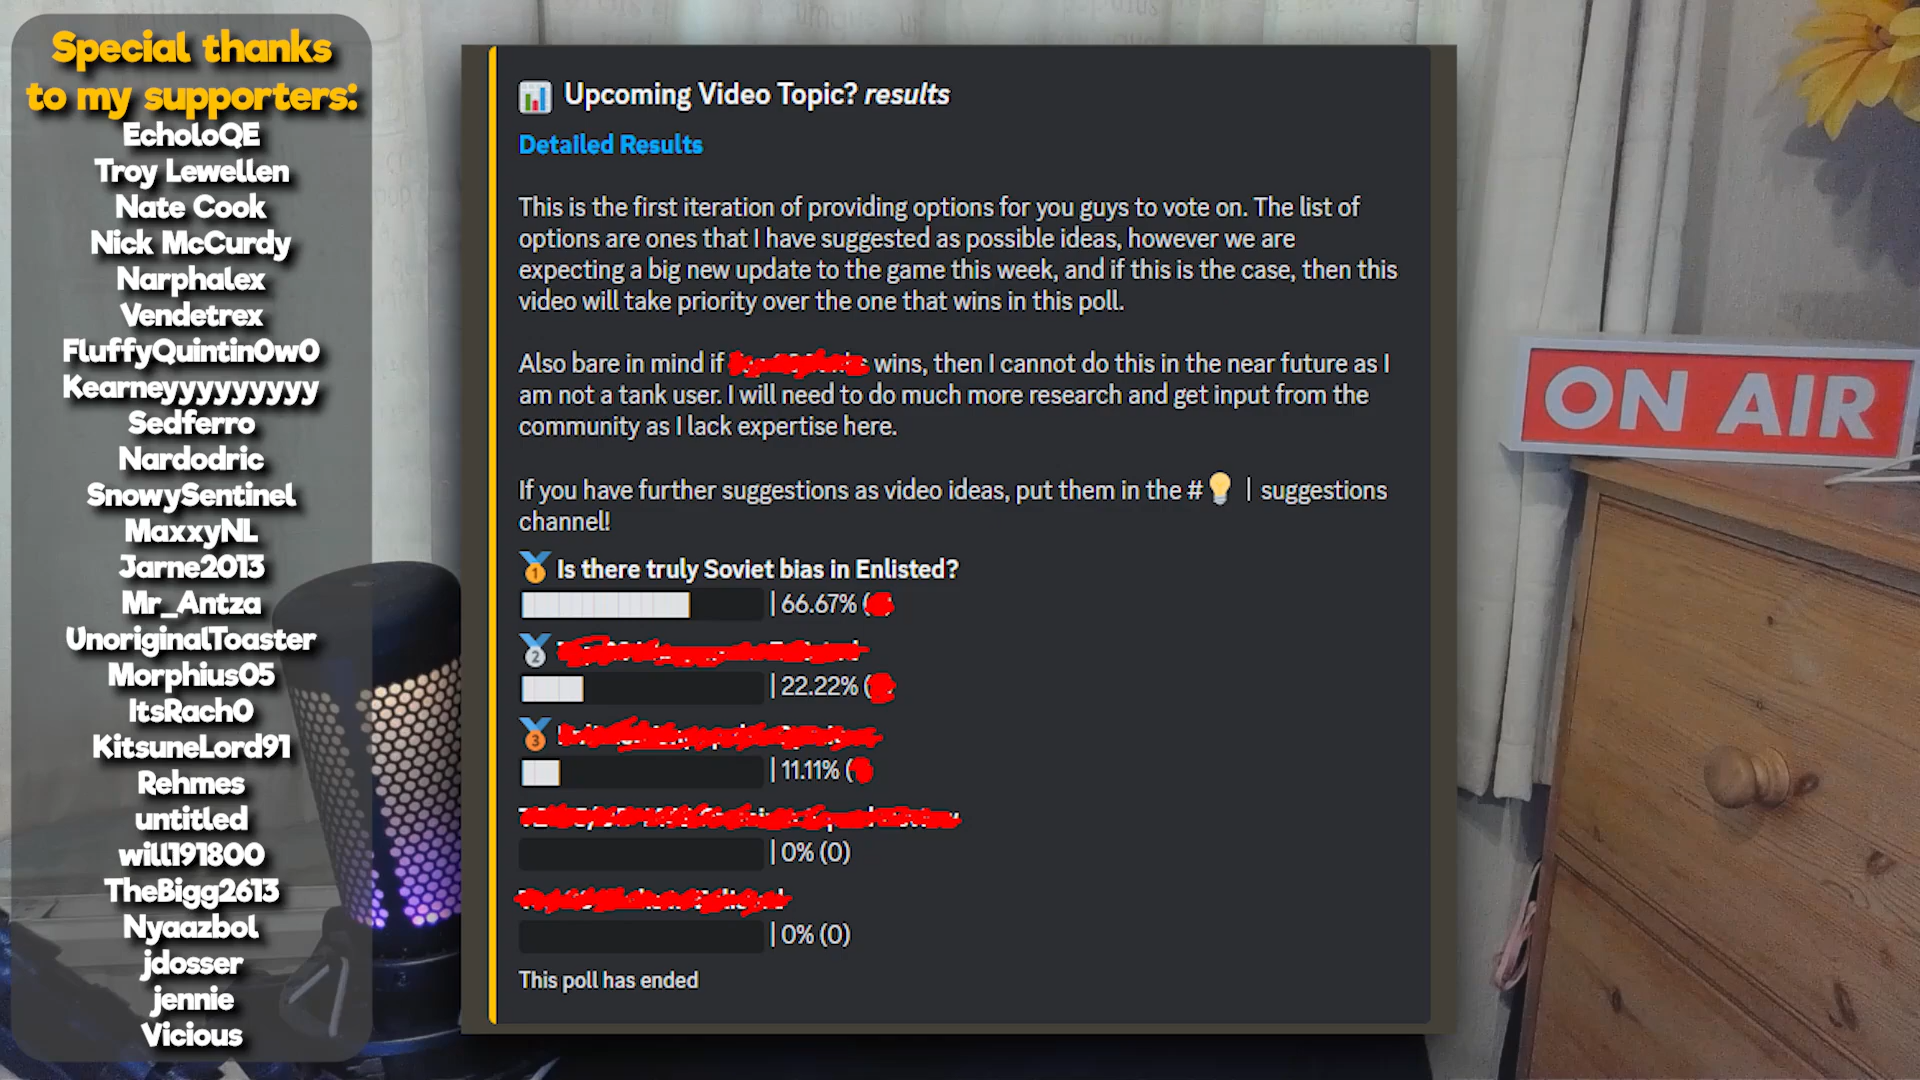 Special thanks
to my supporters:
EcholoQE
Troy Lewellen
Nate Cook
Nick McCurdy
Narphalex
Vendetrex
FluffyQuintin0w0
Kearneyyyyyyyyyy
Sedferro
Nardodric
SnowySentinel
MaxxyNL
Jarne2013
Mr_Antza
UnoriginalToaster
Morphius05
ItsRach0
KitsuneLord91
Rehmes
untitled
will191800
TheBigg2613
Nyaazbol
jdosser
jennie
Vicious
Upcoming Video Topic? results
Detailed Results
This is the first iteration of providing options for you guys to vote on. The list of
options are ones that I have suggested as possible ideas, however we are
expecting a big new update to the game this week, and if this is the case, then this
video will take priority over the one that wins in this poll.
Also bare in mind if wins, then I cannot do this in the near future as I
am not a tank user. I will need to do much more research and get input from the
community as I lack expertise here.
If you have further suggestions as video ideas, put them in the # | suggestions
channel!
1 Is there truly Soviet bias in Enlisted?
| 66.67% (
2
| 22.22% (
3
| 11.11% (
| 0% (0)
| 0% (0)
This poll has ended
ON AIR